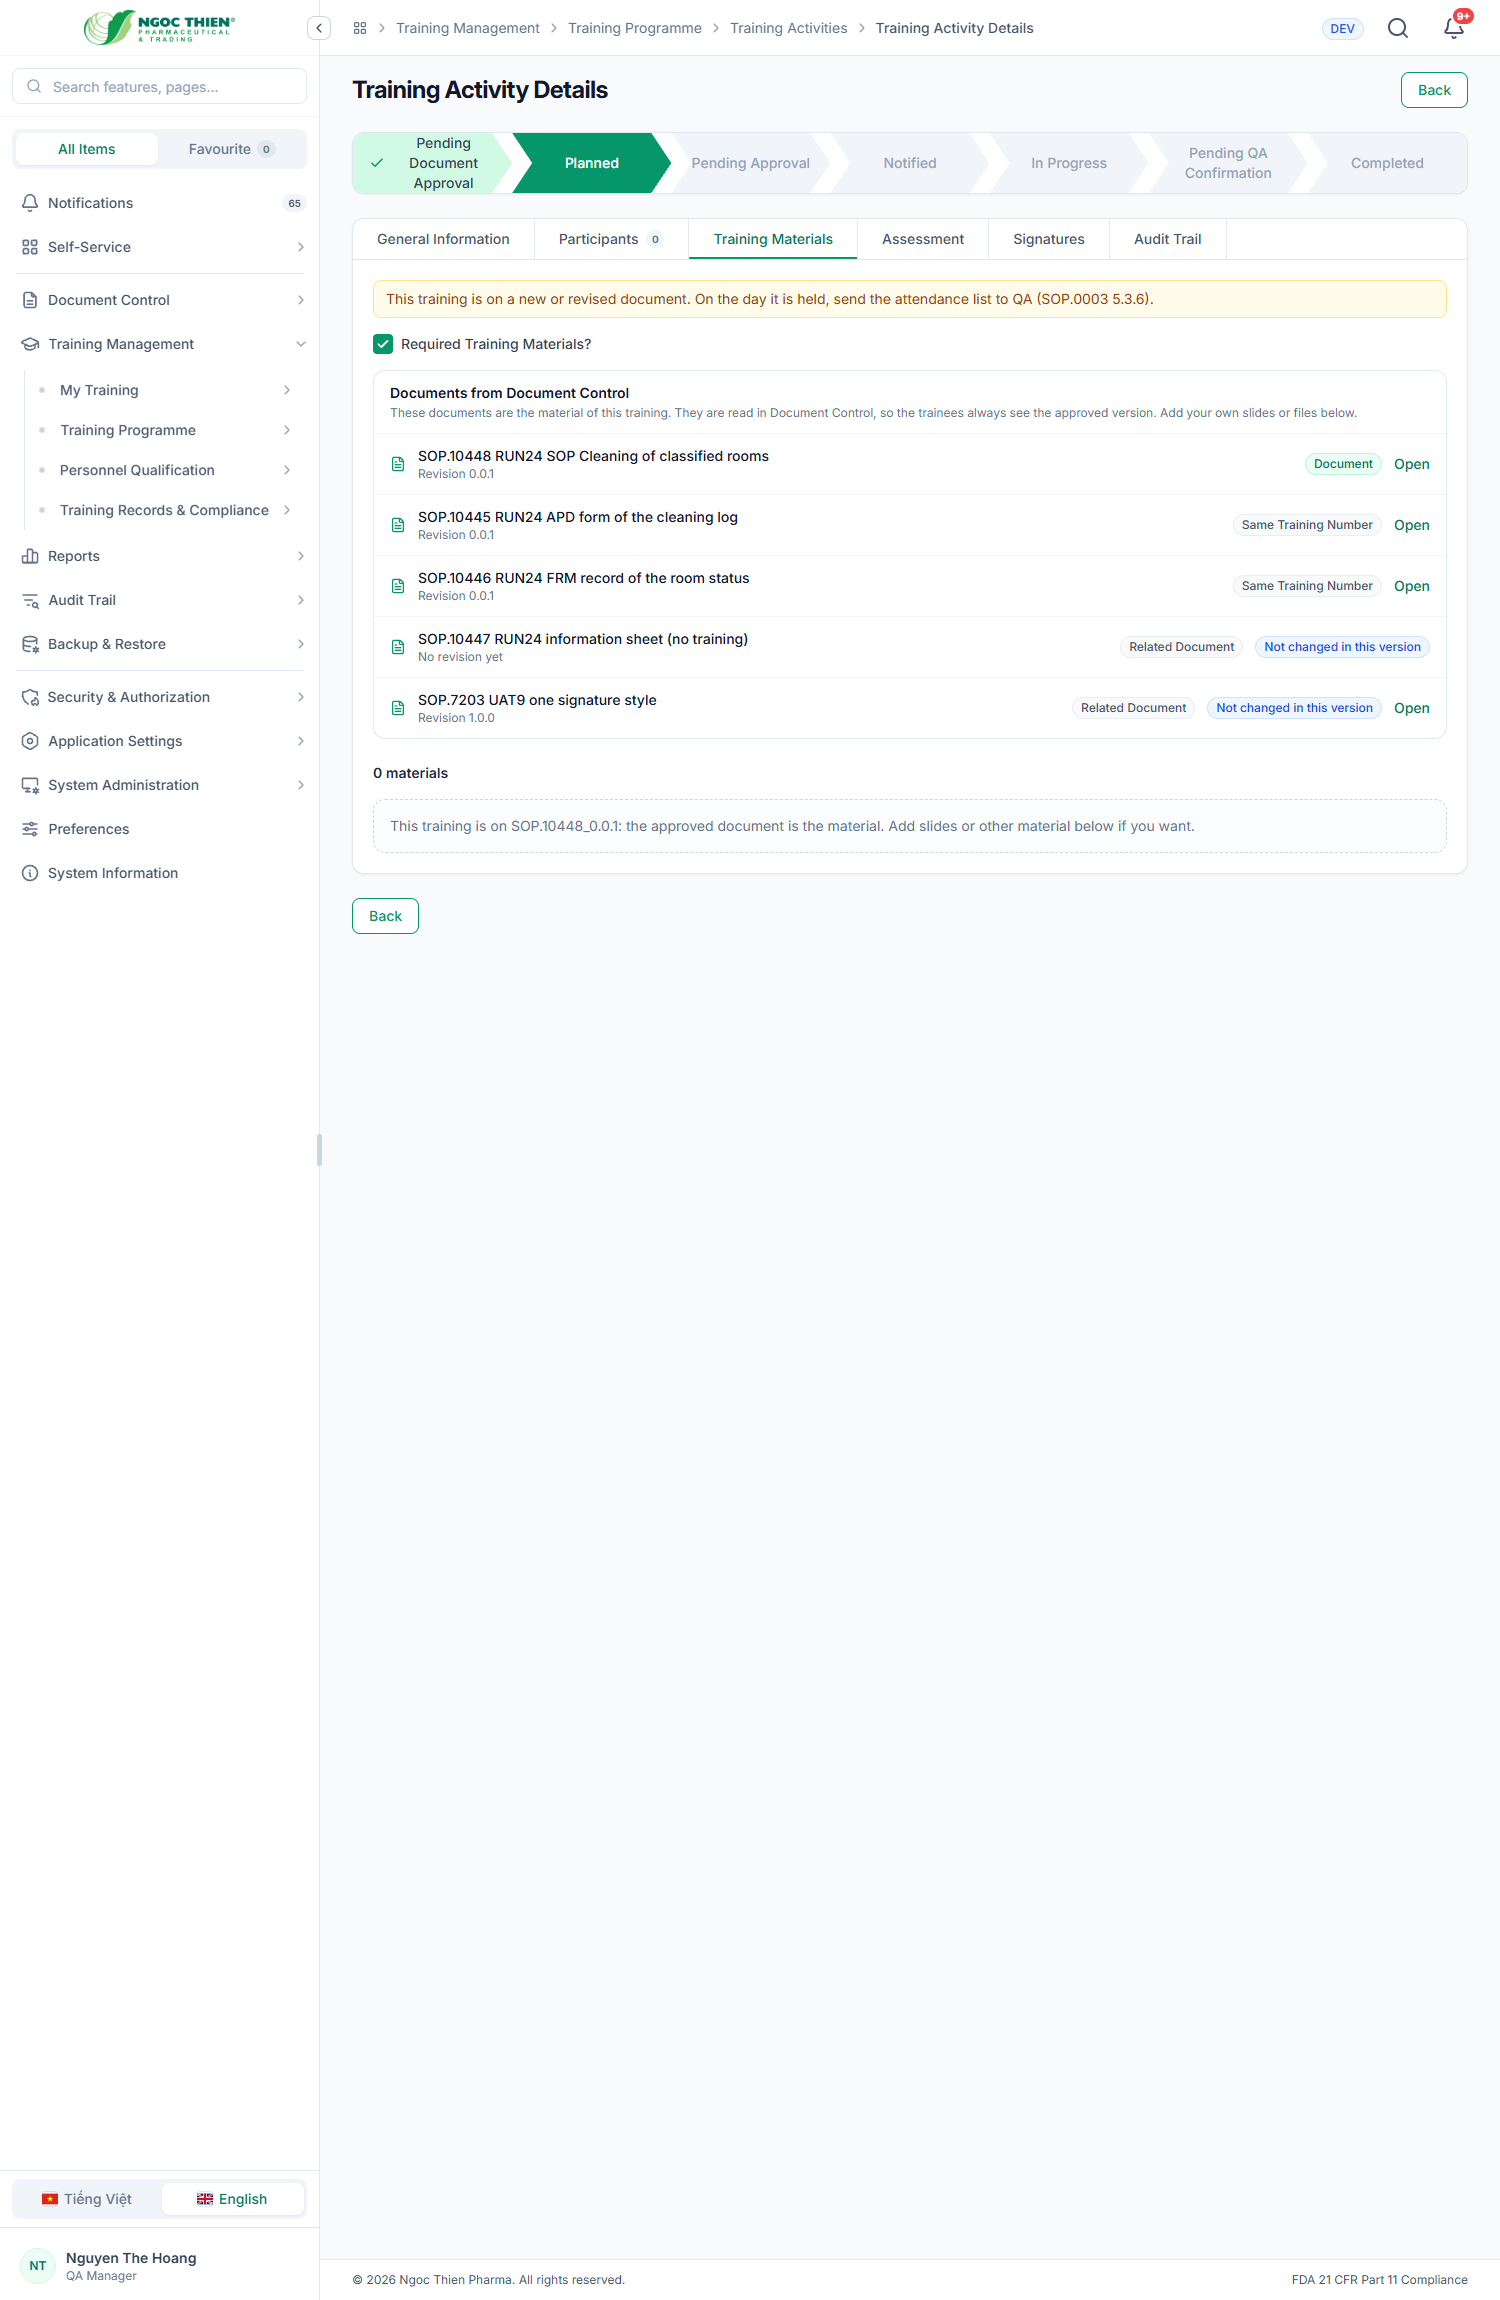 NGOC THIEN®
PHARMACEUTICAL
& TRADING
Training Management
Training Programme
Training Activities
Training Activity Details
DEV
9+
Search features, pages...
All Items
Favourite 0
Notifications 65
Self-Service
Document Control
Training Management
My Training
Training Programme
Personnel Qualification
Training Records & Compliance
Reports
Audit Trail
Backup & Restore
Security & Authorization
Application Settings
System Administration
Preferences
System Information
Tiếng Việt
English
NT
Nguyen The Hoang
QA Manager
Training Activity Details
Back
Pending
Document
Approval
Planned
Pending Approval
Notified
In Progress
Pending QA
Confirmation
Completed
General Information
Participants 0
Training Materials
Assessment
Signatures
Audit Trail
This training is on a new or revised document. On the day it is held, send the attendance list to QA (SOP.0003 5.3.6).
Required Training Materials?
Documents from Document Control
These documents are the material of this training. They are read in Document Control, so the trainees always see the approved version. Add your own slides or files below.
SOP.10448 RUN24 SOP Cleaning of classified rooms
Revision 0.0.1
Document
Open
SOP.10445 RUN24 APD form of the cleaning log
Revision 0.0.1
Same Training Number
Open
SOP.10446 RUN24 FRM record of the room status
Revision 0.0.1
Same Training Number
Open
SOP.10447 RUN24 information sheet (no training)
No revision yet
Related Document
Not changed in this version
SOP.7203 UAT9 one signature style
Revision 1.0.0
Related Document
Not changed in this version
Open
0 materials
This training is on SOP.10448_0.0.1: the approved document is the material. Add slides or other material below if you want.
Back
© 2026 Ngoc Thien Pharma. All rights reserved.
FDA 21 CFR Part 11 Compliance